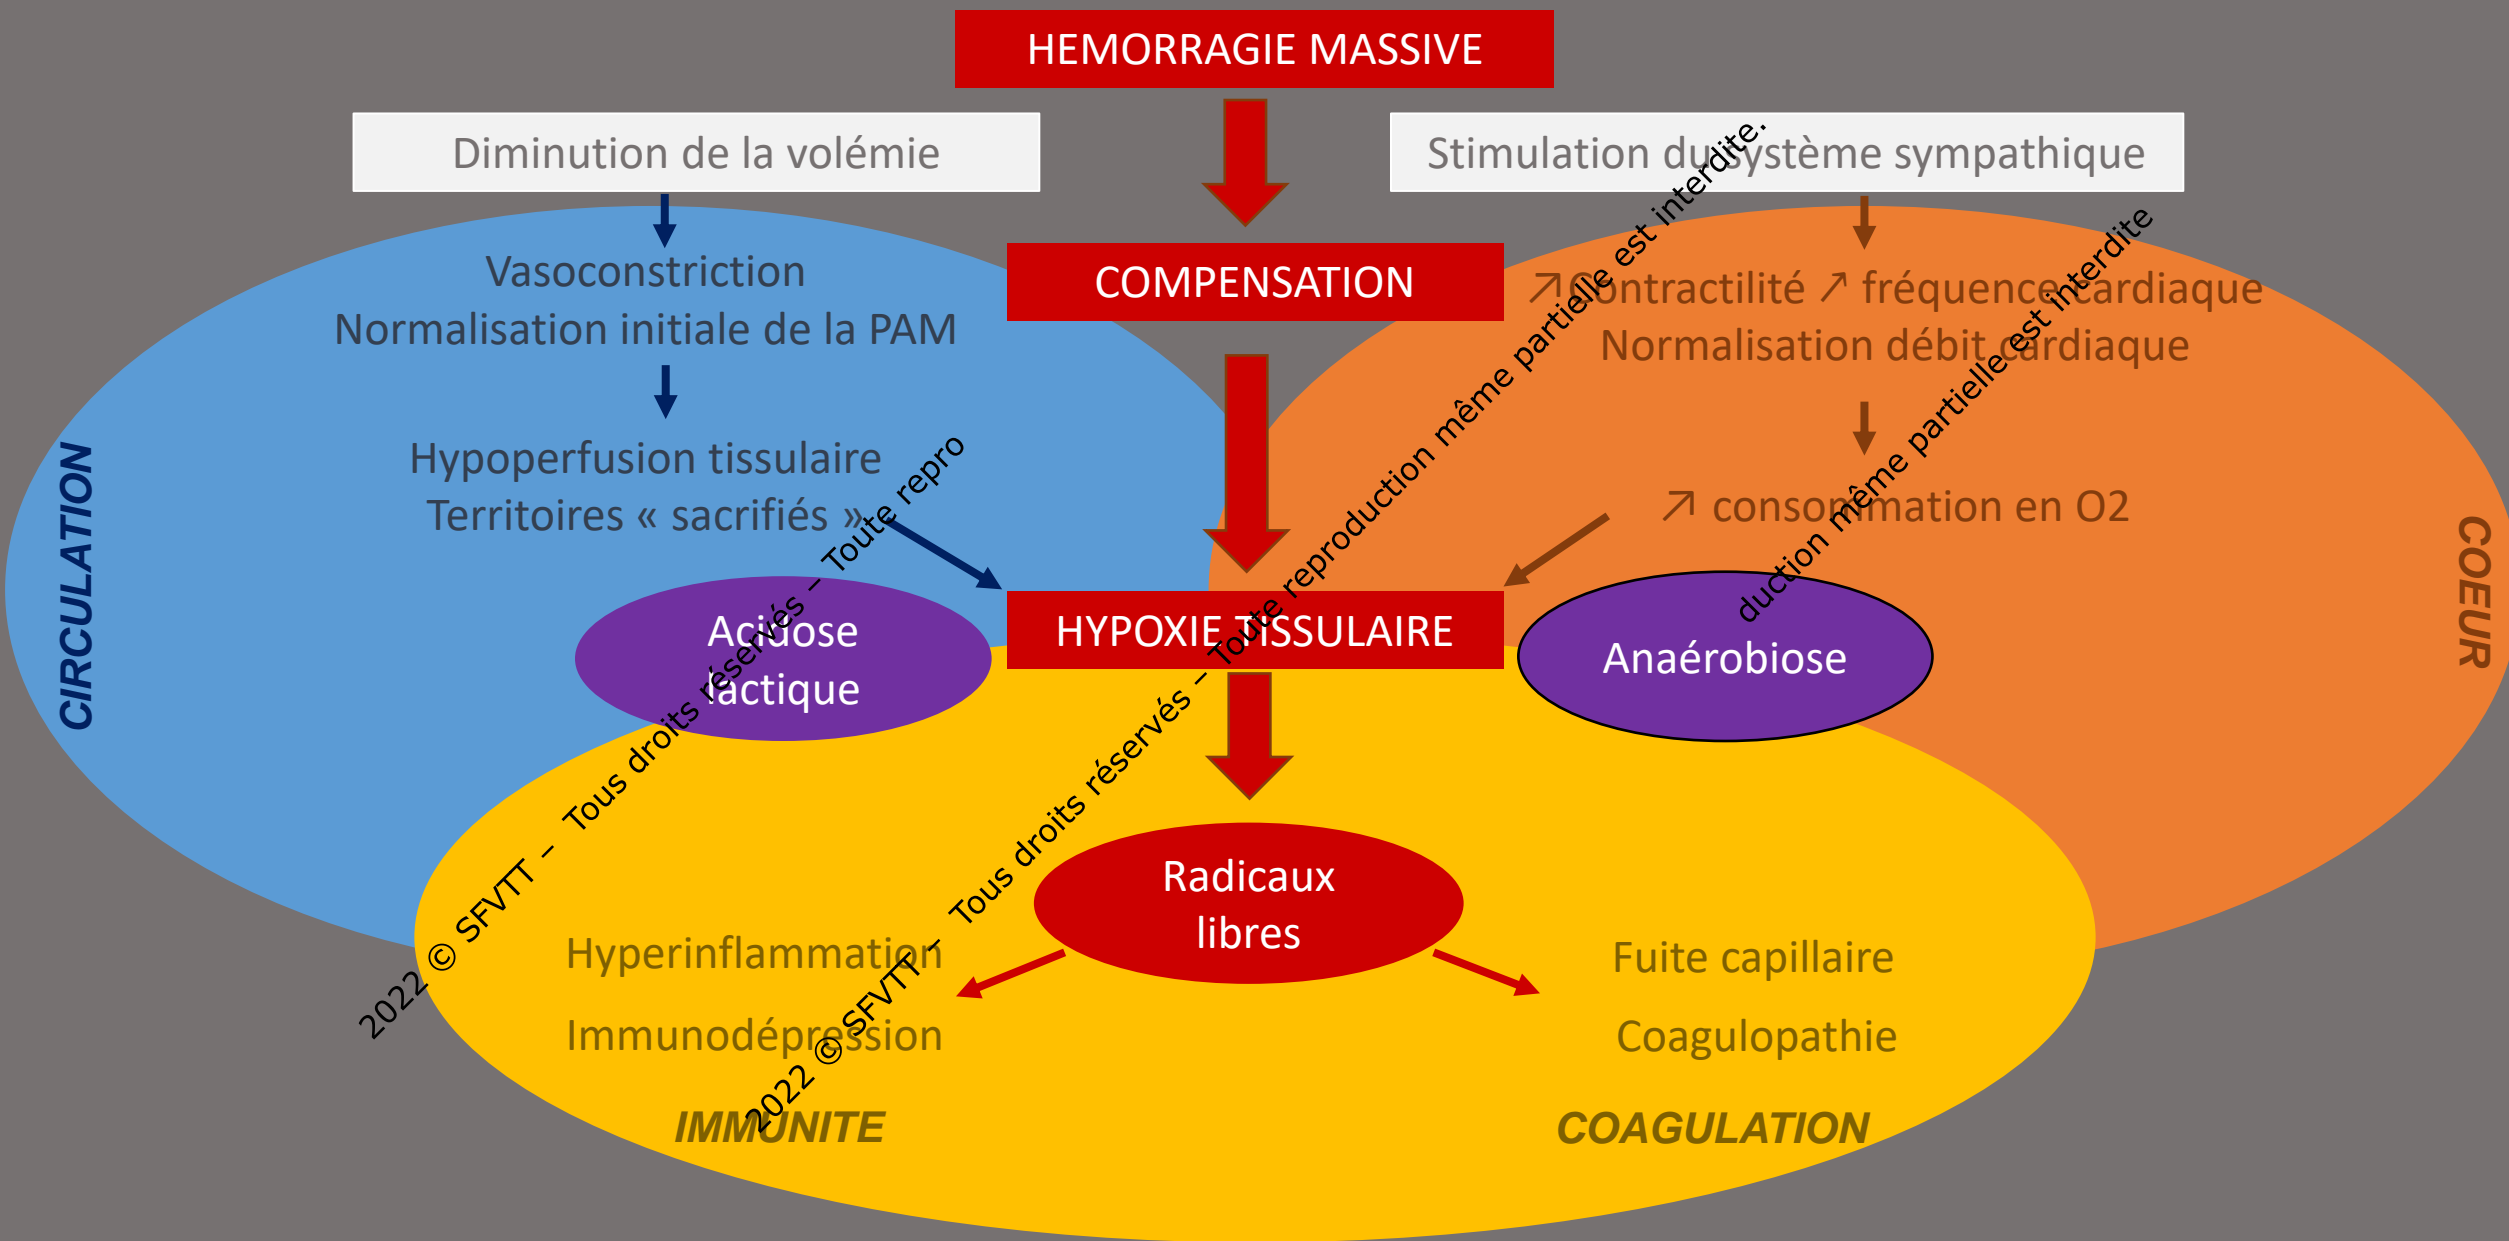 HEMORRAGIE MASSIVE
Diminution de la volémie
Stimulation du système sympathique
Vasoconstriction
Normalisation initiale de la PAM
COMPENSATION
↗Contractilité ↗ fréquence cardiaque
Normalisation débit cardiaque
Hypoperfusion tissulaire
Territoires « sacrifiés »
↗ consommation en O2
CIRCULATION
COEUR
Acidose
lactique
HYPOXIE TISSULAIRE
Anaérobiose
Radicaux
libres
Hyperinflammation
Immunodépression
Fuite capillaire
Coagulopathie
IMMUNITE
COAGULATION
2022 © SFVTT – Tous droits réservés – Toute repro
duction même partielle est interdite
2022 © SFVTT – Tous droits réservés – Toute reproduction même partielle est interdite.